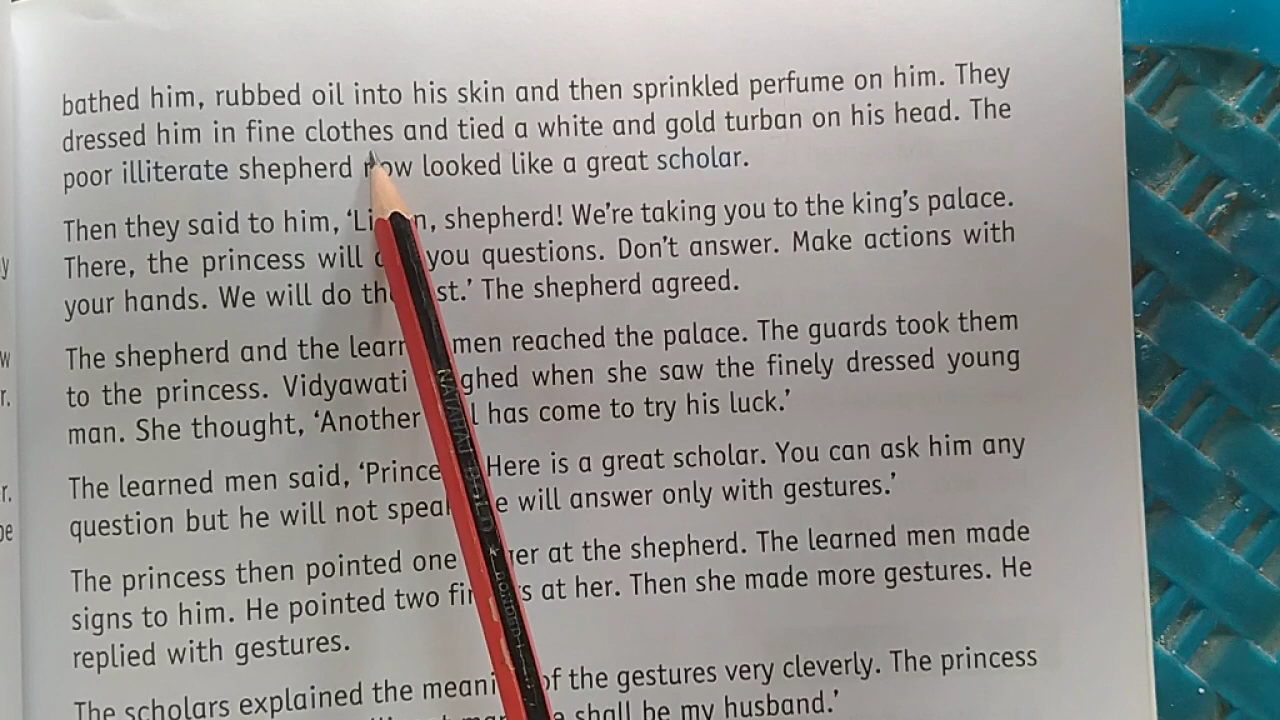 bathed him, rubbed oil into his skin and then sprinkled perfume on him. They
dressed him in fine clothes and tied a white and gold turban on his head. The
poor illiterate shepherd now looked like a great scholar.
Then they said to him, ‘Li n, shepherd! We’re taking you to the king’s palace.
There, the princess will you questions. Don’t answer. Make actions with
your hands. We will do th st.’ The shepherd agreed.
The shepherd and the learn men reached the palace. The guards took them
to the princess. Vidyawati ghed when she saw the finely dressed young
man. She thought, ‘Another l has come to try his luck.’
The learned men said, ‘Prince Here is a great scholar. You can ask him any
question but he will not speak e will answer only with gestures.’
The princess then pointed one er at the shepherd. The learned men made
signs to him. He pointed two fin s at her. Then she made more gestures. He
replied with gestures.
The scholars explained the meani of the gestures very cleverly. The princess
shall be my husband.’
y
w
r.
r.
be
NATARAJ BOLD